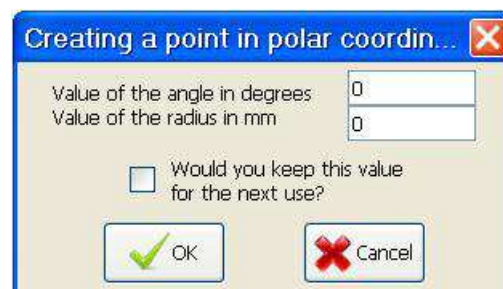 Creating a point in polar coordin...
Value of the angle in degrees 0
Value of the radius in mm 0
Would you keep this value
for the next use?
OK Cancel